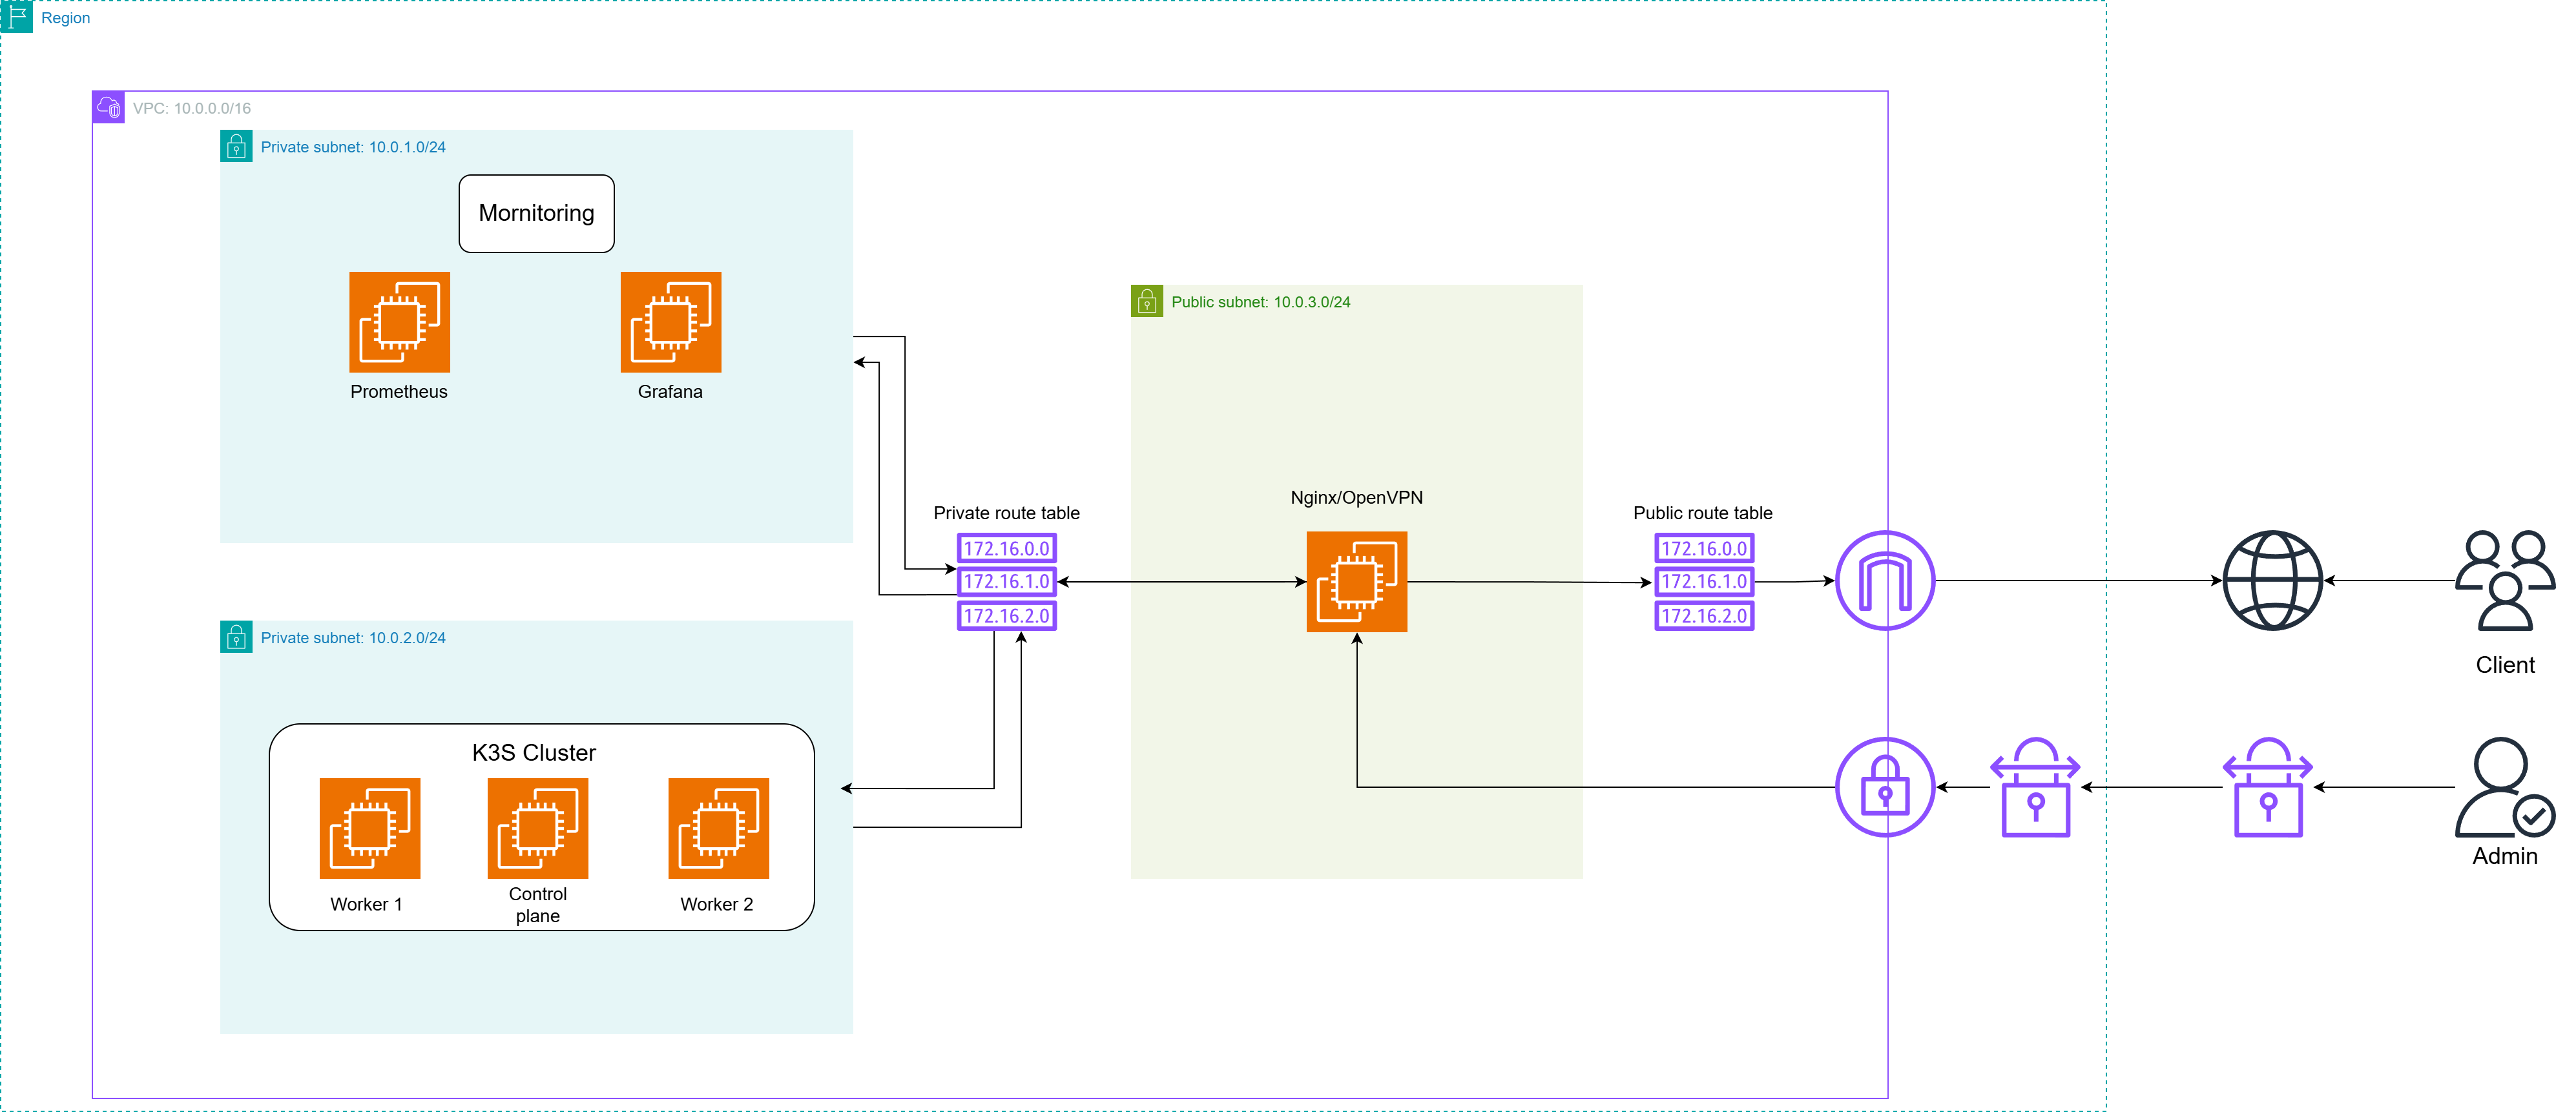 Region
VPC: 10.0.0.0/16
Private subnet: 10.0.1.0/24
Mornitoring
Prometheus
Grafana
Private subnet: 10.0.2.0/24
K3S Cluster
Worker 1
Control
plane
Worker 2
Private route table
172.16.0.0
172.16.1.0
172.16.2.0
Public subnet: 10.0.3.0/24
Nginx/OpenVPN
Public route table
172.16.0.0
172.16.1.0
172.16.2.0
Client
Admin